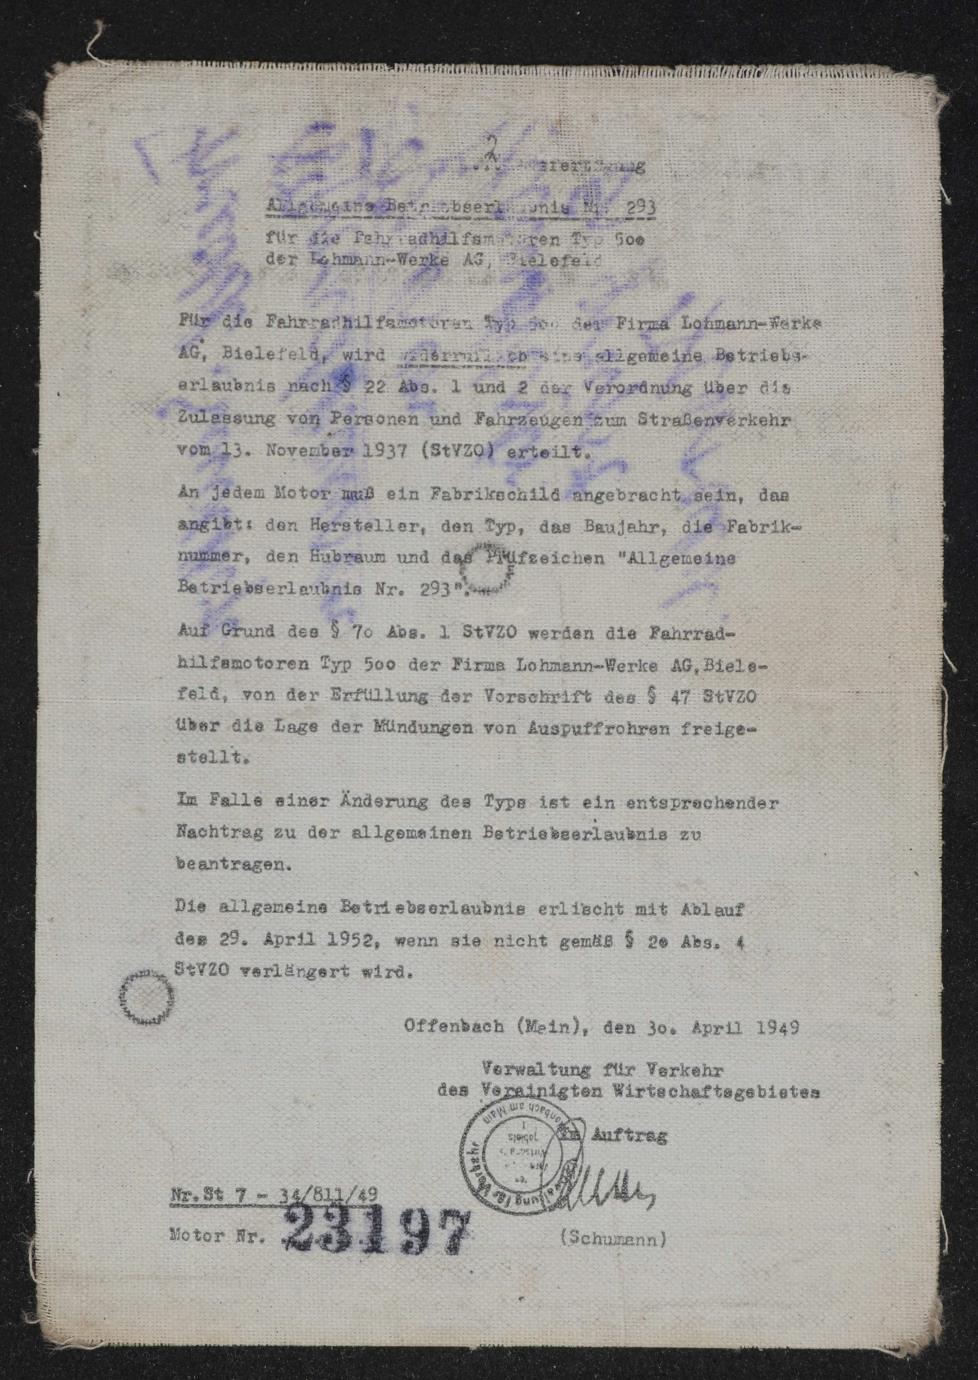 2
Allgemeine Betriebserlaubnis Nr. 293
für die Fahrradhilfsmotoren Typ 5oo
der Lohmann-Werke AG, Bielefeld
Für die Fahrradhilfsmotoren Typ 5oo der Firma Lohmann-Werke
AG, Bielefeld, wird widerruflich eine allgemeine Betriebs-
erlaubnis nach § 22 Abs. 1 und 2 der Verordnung über die
Zulassung von Personen und Fahrzeugen zum Straßenverkehr
vom 13. November 1937 (StVZO) erteilt.
An jedem Motor muß ein Fabrikschild angebracht sein, das
angibt: den Hersteller, den Typ, das Baujahr, die Fabrik-
nummer, den Hubraum und das Prüfzeichen "Allgemeine
Betriebserlaubnis Nr. 293".
Auf Grund des § 7o Abs. 1 StVZO werden die Fahrrad-
hilfsmotoren Typ 5oo der Firma Lohmann-Werke AG,Biele-
feld, von der Erfüllung der Vorschrift des § 47 StVZO
über die Lage der Mündungen von Auspuffrohren freige-
stellt.
Im Falle einer Änderung des Typs ist ein entsprechender
Nachtrag zu der allgemeinen Betriebserlaubnis zu
beantragen.
Die allgemeine Betriebserlaubnis erlischt mit Ablauf
des 29. April 1952, wenn sie nicht gemäß § 2o Abs. 4
StVZO verlängert wird.
Offenbach (Main), den 3o. April 1949
Verwaltung für Verkehr
des Vereinigten Wirtschaftsgebietes
Im Auftrag
Nr.St 7 - 34/811/49
Motor Nr. 23197
(Schumann)